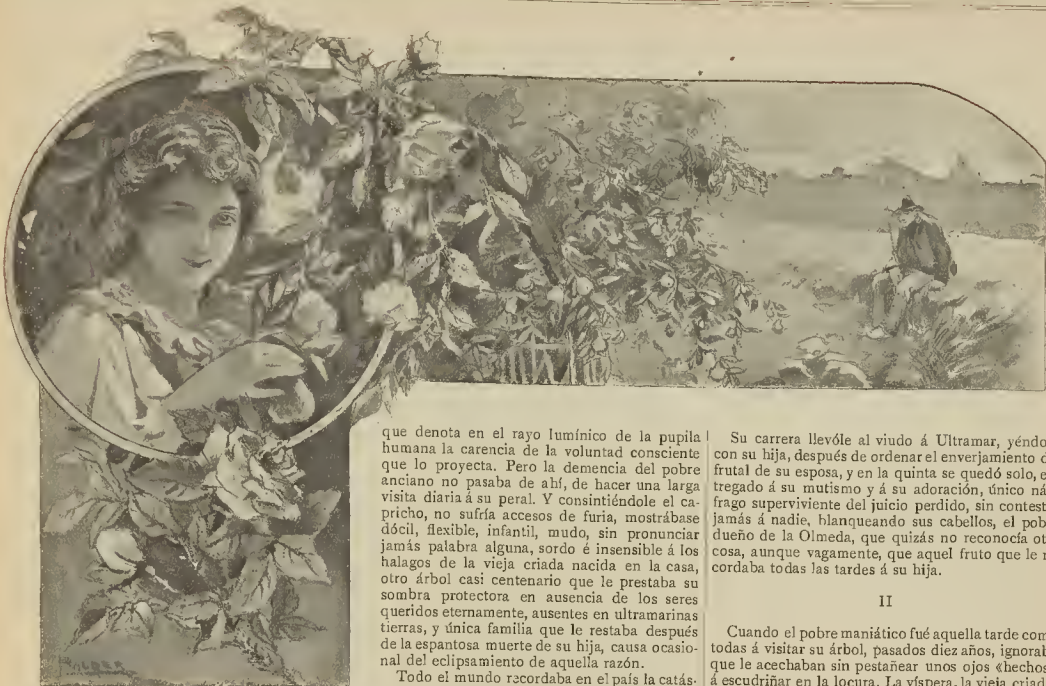 que denota en el rayo lumínico de la pupila
humana la carencia de la voluntad consciente
que lo proyecta. Pero la demencia del pobre
anciano no pasaba de ahí, de hacer una larga
visita diaria á su peral. Y consintiéndole el ca-
pricho, no sufría accesos de furia, mostrábase
dócil, flexible, infantil, mudo, sin pronunciar
jamás palabra alguna, sordo é insensible á los
halagos de la vieja criada nacida en la casa,
otro árbol casi centenario que le prestaba su
sombra protectora en ausencia de los seres
queridos eternamente, ausentes en ultramarinas
tierras, y única familia que le restaba después
de la espantosa muerte de su hija, causa ocasio-
nal del eclipsamiento de aquella razón.
Todo el mundo recordaba en el país la catás-
Su carrera llevóle al viudo á Ultramar, yéndo
con su hija, después de ordenar el enverjamiento d
frutal de su esposa, y en la quinta se quedó solo, e
tregado á su mutismo y á su adoración, único ná
frago superviviente del juicio perdido, sin contest
jamás á nadie, blanqueando sus cabellos, el pob
dueño de la Olmeda, que quizás no reconocía ot
cosa, aunque vagamente, que aquel fruto que le r
cordaba todas las tardes á su hija.
II
Cuando el pobre maniático fué aquella tarde com
todas á visitar su árbol, pasados diez años, ignorab
que le acechaban sin pestañear unos ojos «hechos
á escudriñar en la locura. La víspera, la vieja criad